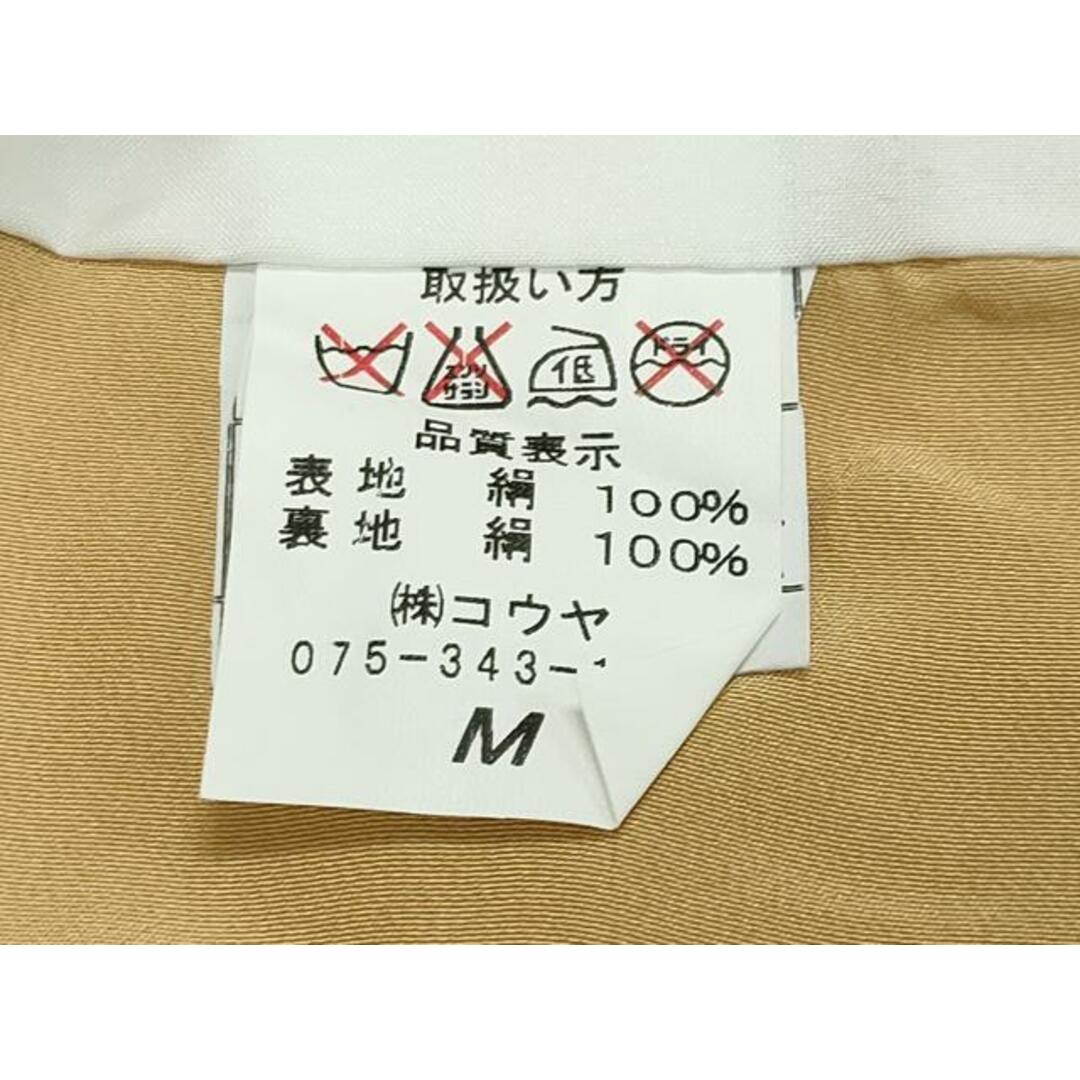 取扱い方
エンソ
サラシ
低
ドライ
品質表示
表地 絹 100%
裏地 絹 100%
㈱コウヤ
075-343-
M